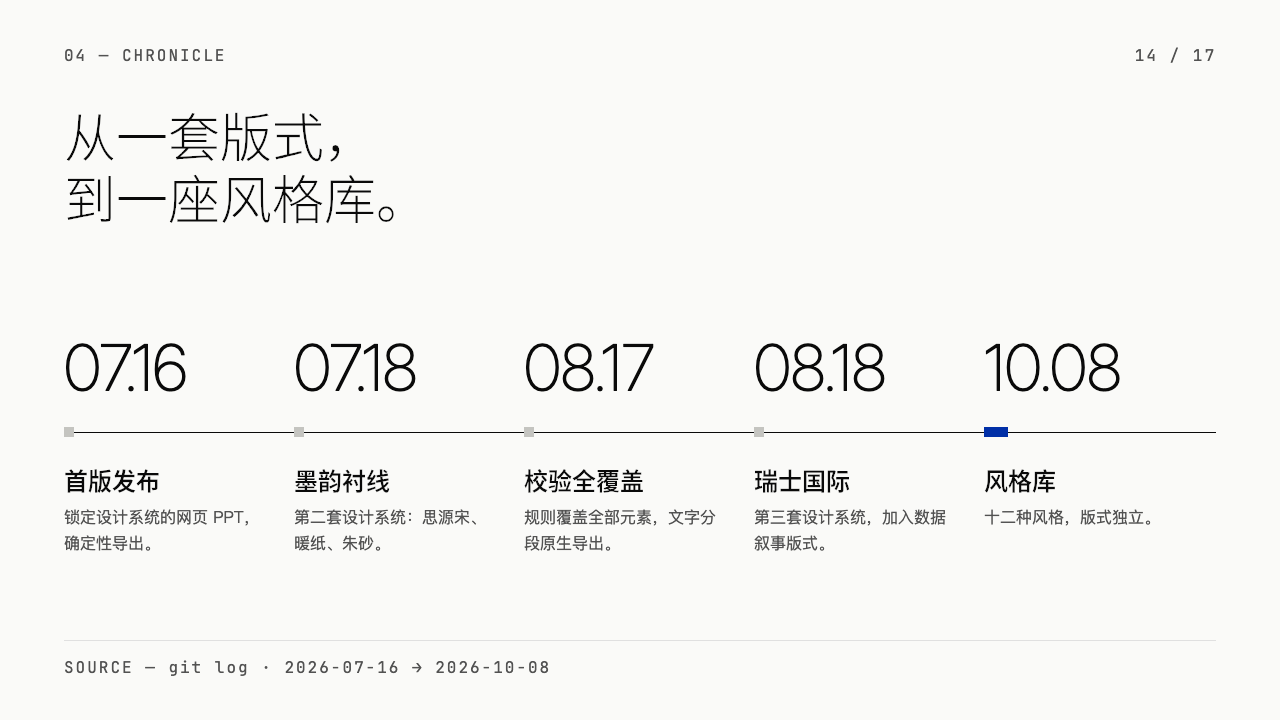 04 — CHRONICLE
14 / 17
从一套版式，
到一座风格库。
07.16
07.18
08.17
08.18
10.08
首版发布
锁定设计系统的网页 PPT，
确定性导出。
墨韵衬线
第二套设计系统：思源宋、
暖纸、朱砂。
校验全覆盖
规则覆盖全部元素，文字分
段原生导出。
瑞士国际
第三套设计系统，加入数据
叙事版式。
风格库
十二种风格，版式独立。
SOURCE — git log · 2026-07-16 → 2026-10-08